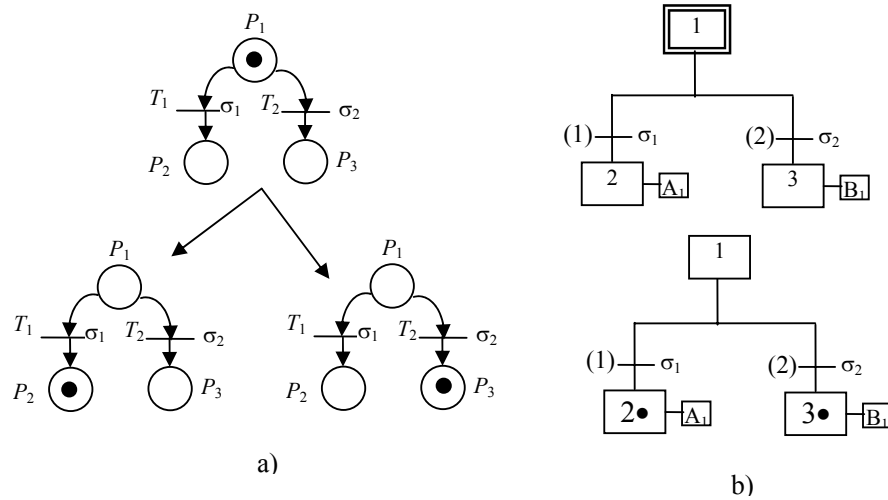 P₁
T₁ σ₁ T₂ σ₂
P₂ P₃
P₁
T₁ σ₁ T₂ σ₂
P₂ P₃
P₁
T₁ σ₁ T₂ σ₂
P₂ P₃
a)
1
(1) σ₁ (2) σ₂
2 A₁ 3 B₁
1
(1) σ₁ (2) σ₂
2 A₁ 3 B₁
b)